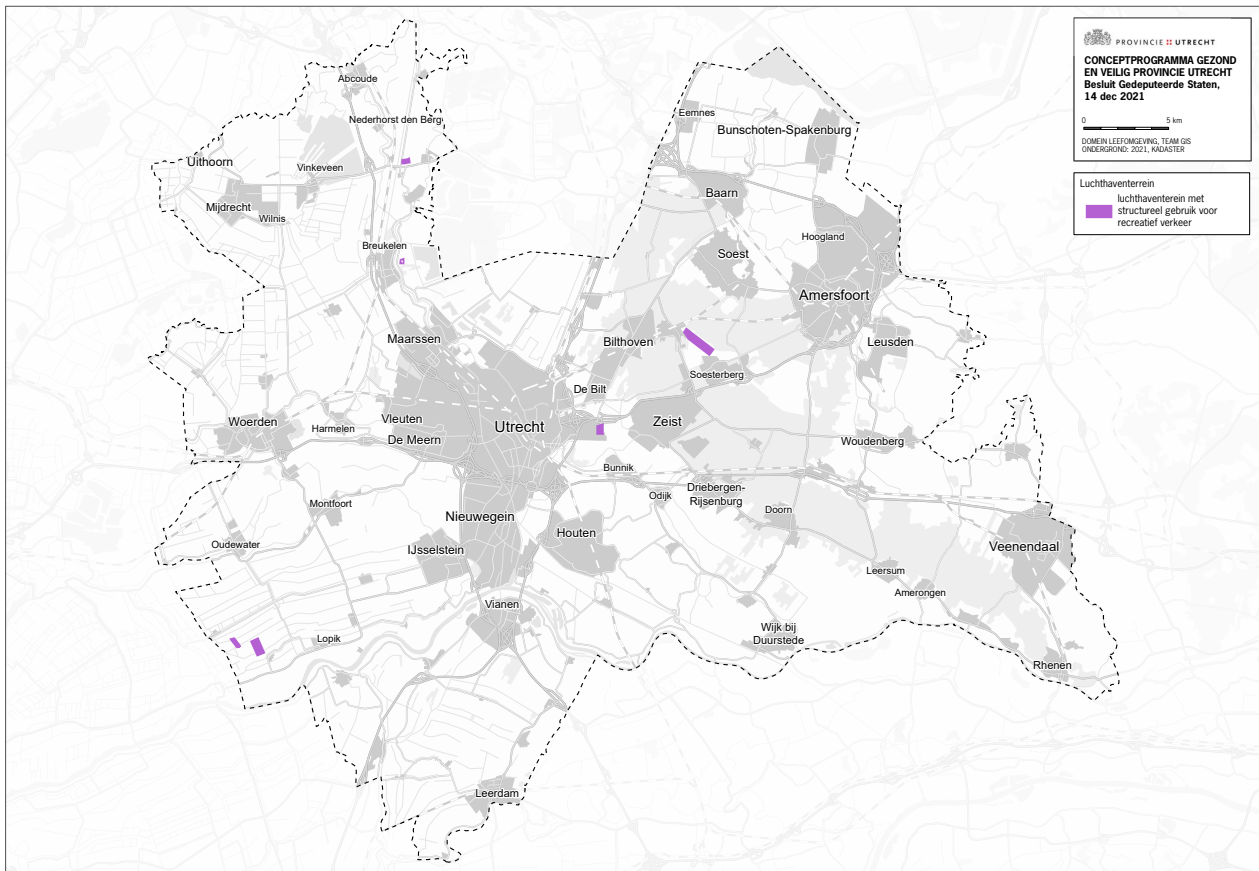 PROVINCIE UTRECHT
CONCEPTPROGRAMMA GEZOND
EN VEILIG PROVINCIE UTRECHT
Besluit Gedeputeerde Staten,
14 dec 2021
0 5 km
DOMEIN LEEFOMGEVING, TEAM GIS
ONDERGROND: 2021, KADASTER
Luchthaventerrein
luchthaventerein met
structureel gebruik voor
recreatief verkeer
Abcoude
Nederhorst den Berg
Eemnes
Bunschoten-Spakenburg
Uithoorn
Vinkeveen
Baarn
Mijdrecht
Wilnis
Hoogland
Breukelen
Soest
Amersfoort
Maarssen
Bilthoven
Leusden
Soesterberg
De Bilt
Woerden
Vleuten
Harmelen
Utrecht
Zeist
De Meern
Woudenberg
Bunnik
Driebergen-
Rijsenburg
Odijk
Montfoort
Doorn
Nieuwegein
Houten
Oudewater
IJsselstein
Veenendaal
Leersum
Amerongen
Vianen
Wijk bij
Duurstede
Lopik
Rhenen
Leerdam